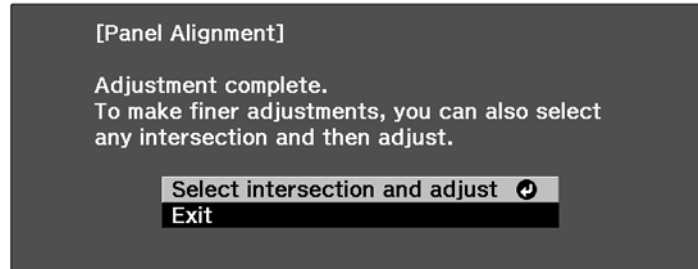 [Panel Alignment]
Adjustment complete.
To make finer adjustments, you can also select
any intersection and then adjust.
Select intersection and adjust
Exit